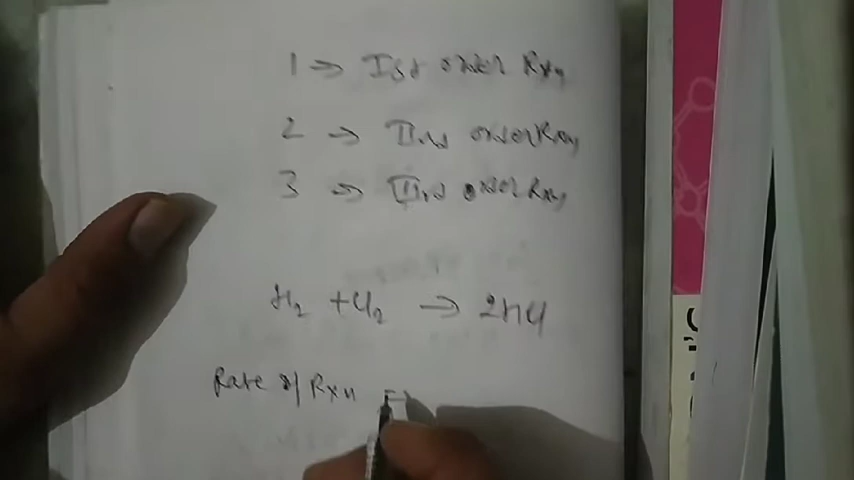 1 ⇒ Ist order Rxn
2 → IInd order Rxn
3 ⇒ IIIrd order Rxn
H2 + Cl2 → 2HCl
Rate of Rxn =